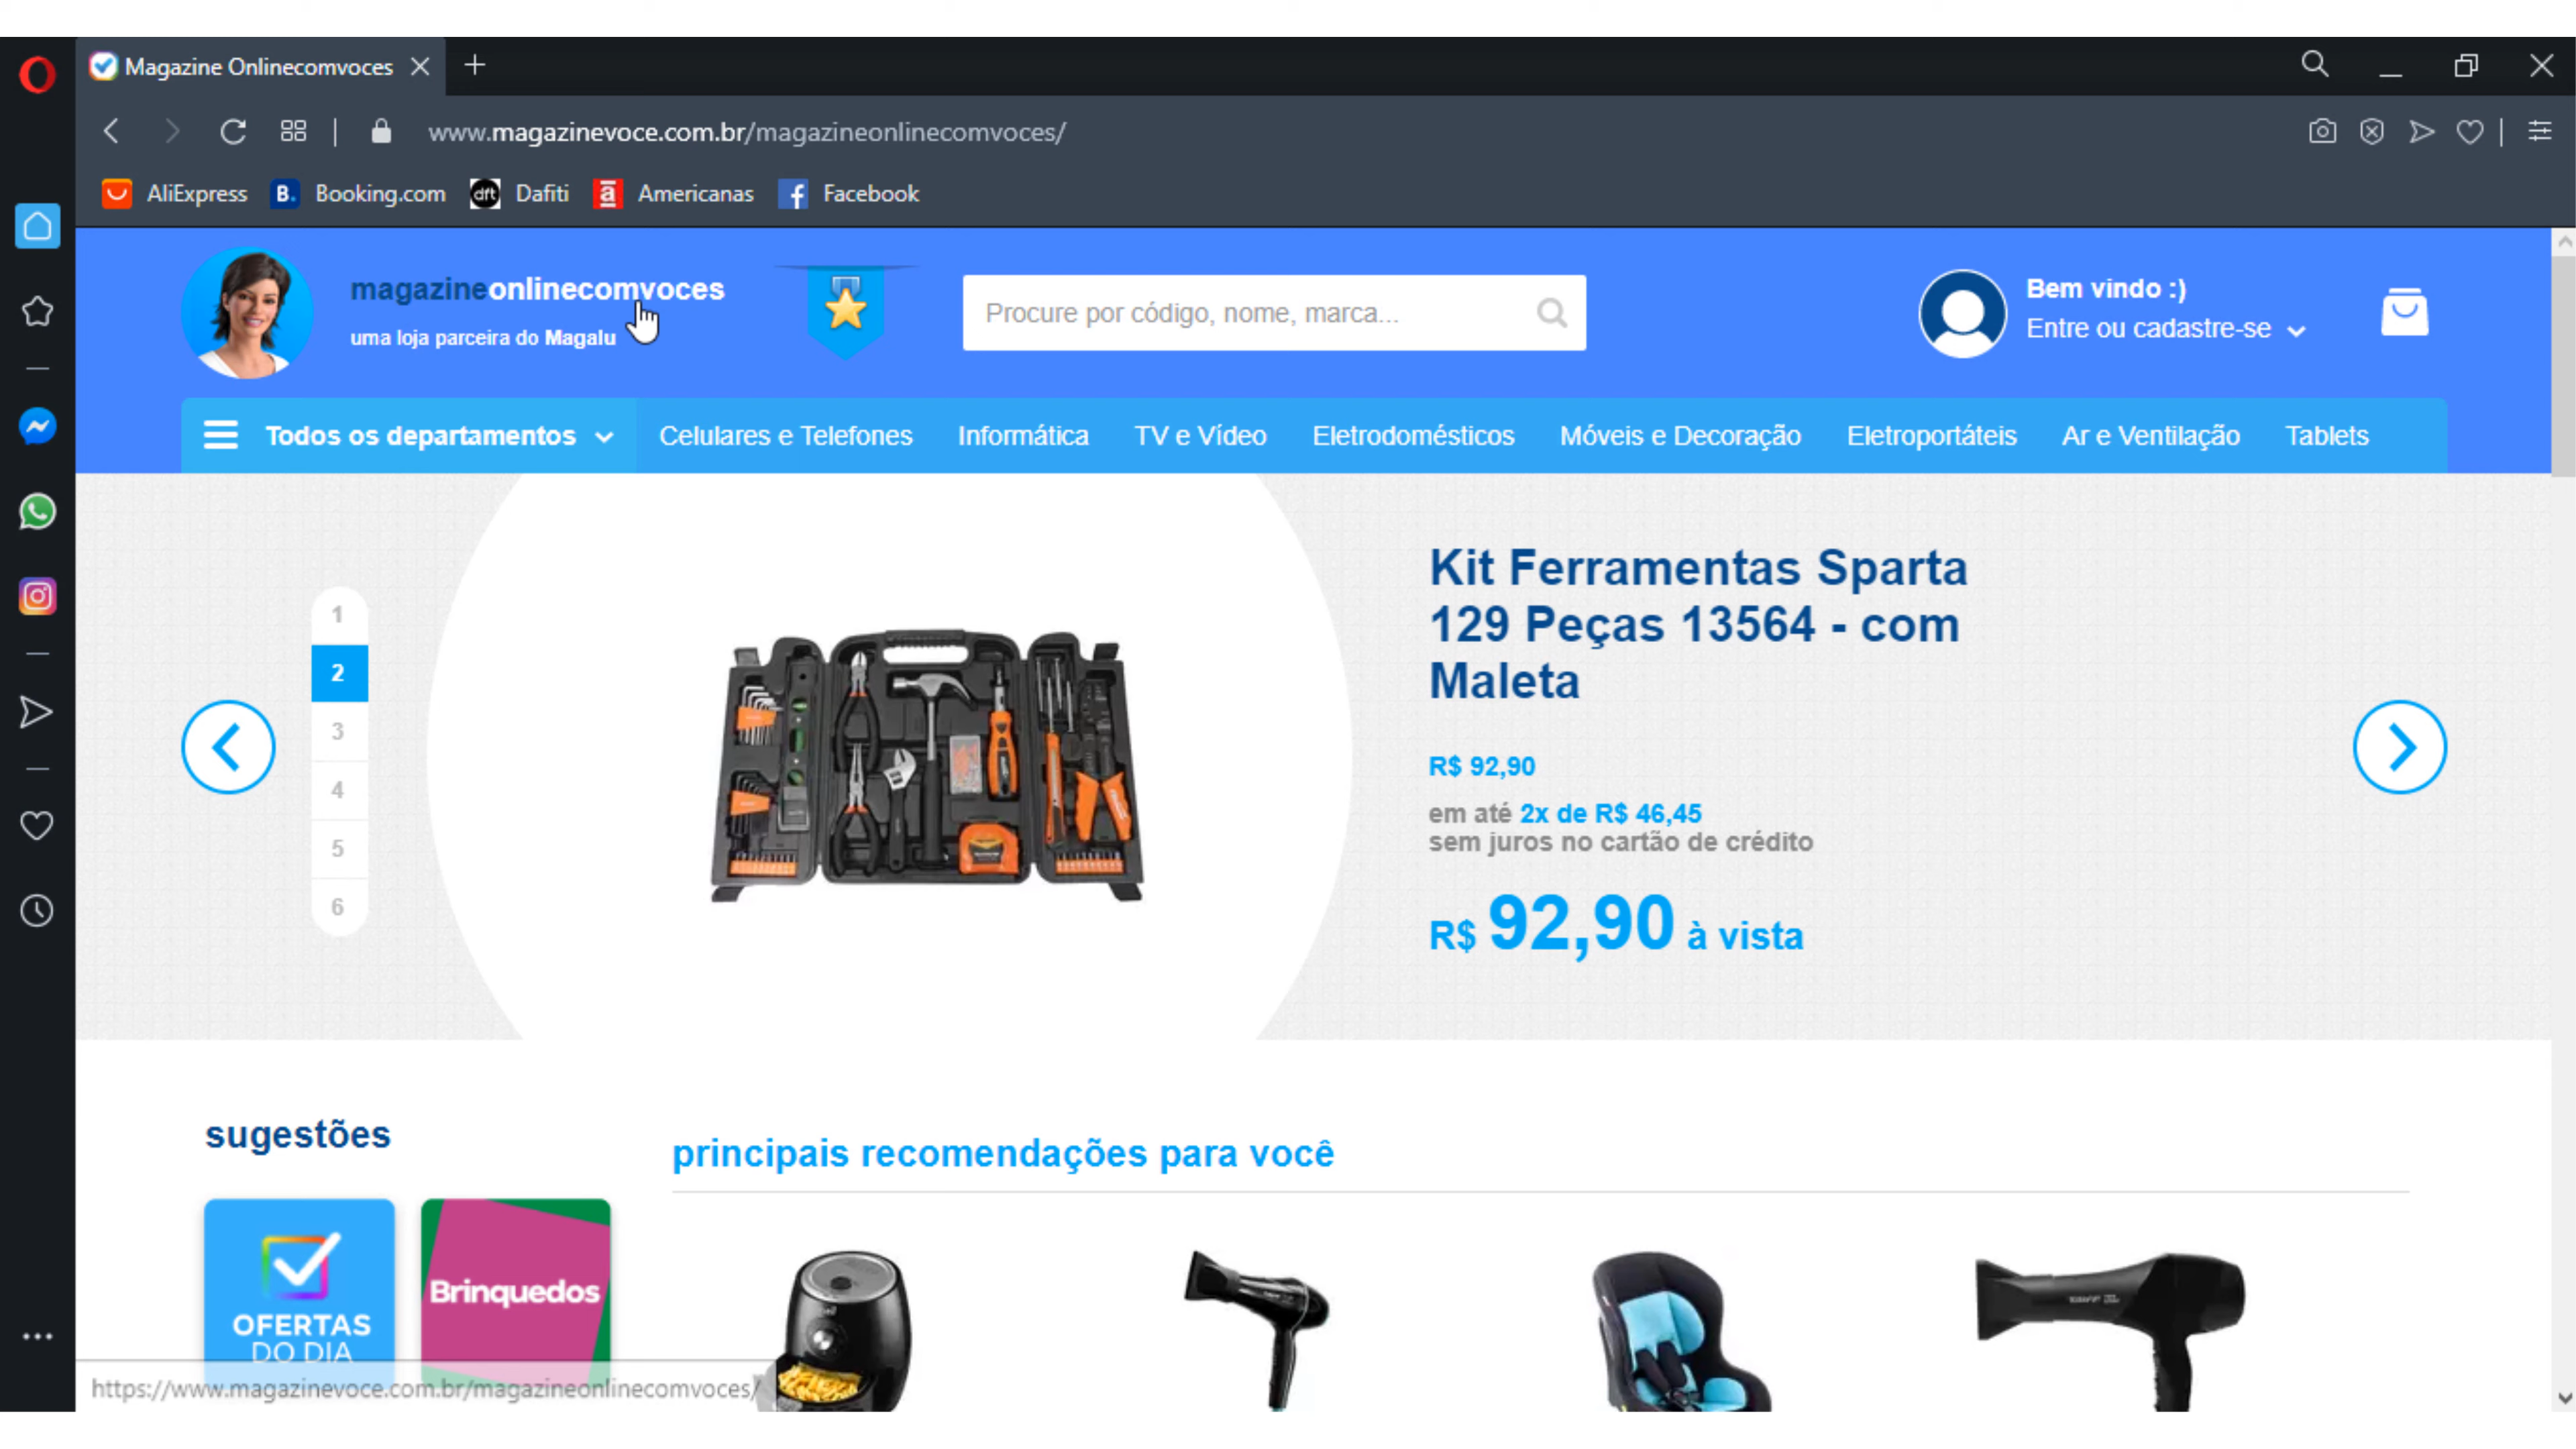 Magazine Onlinecomvoces
www.magazinevoce.com.br/magazineonlinecomvoces/
AliExpress B. Booking.com dft Dafiti a Americanas f Facebook
magazineonlinecomvoces
uma loja parceira do Magalu
Procure por código, nome, marca...
Bem vindo :)
Entre ou cadastre-se
Todos os departamentos Celulares e Telefones Informática TV e Vídeo Eletrodomésticos Móveis e Decoração Eletroportáteis Ar e Ventilação Tablets
1
2
3
4
5
6
Kit Ferramentas Sparta
129 Peças 13564 - com
Maleta
R$ 92,90
em até 2x de R$ 46,45
sem juros no cartão de crédito
R$ 92,90 à vista
sugestões
principais recomendações para você
OFERTAS
DO DIA
Brinquedos
https://www.magazinevoce.com.br/magazineonlinecomvoces/